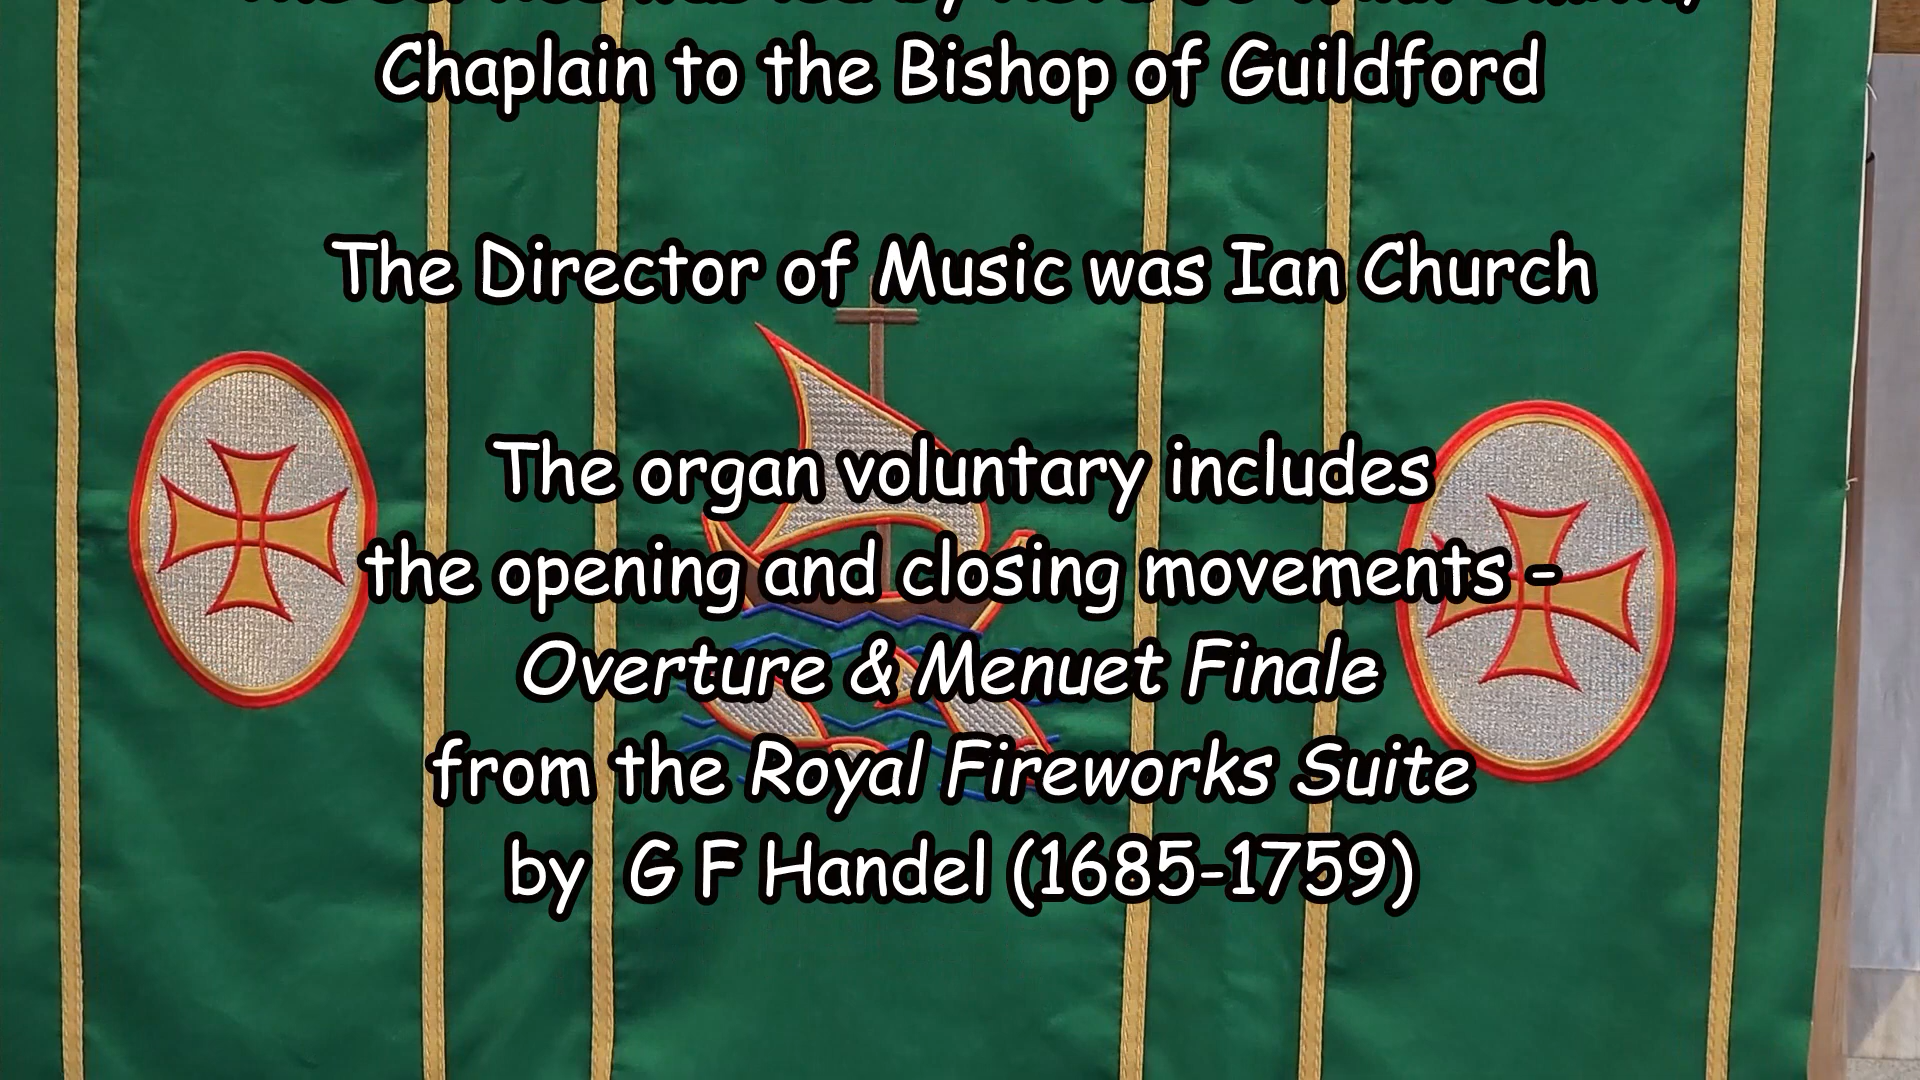 Chaplain to the Bishop of Guildford
The Director of Music was Ian Church
The organ voluntary includes
the opening and closing movements -
Overture & Menuet Finale
from the Royal Fireworks Suite
by G F Handel (1685-1759)